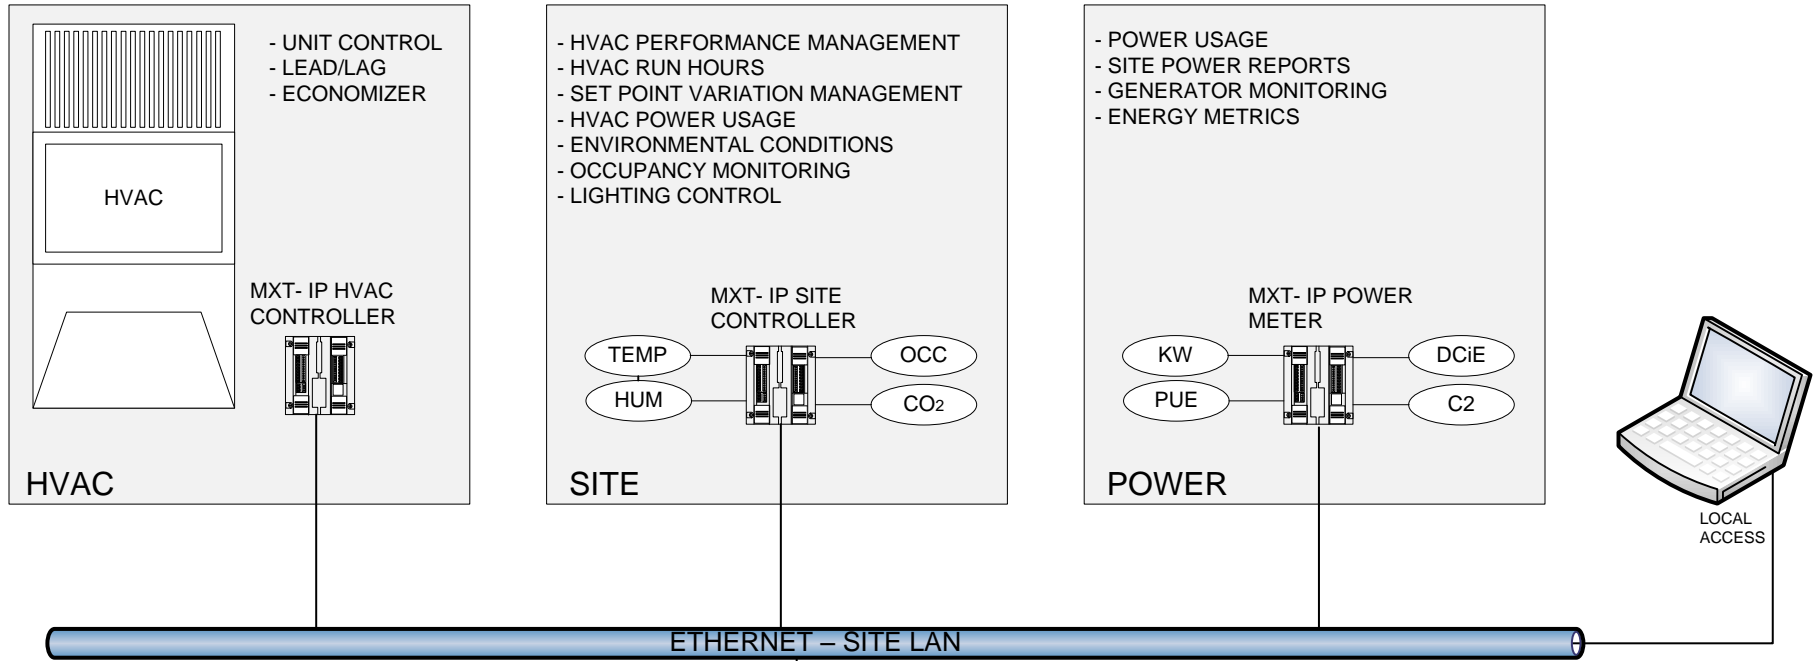 - UNIT CONTROL
- LEAD/LAG
- ECONOMIZER
HVAC
MXT- IP HVAC
CONTROLLER
HVAC
- HVAC PERFORMANCE MANAGEMENT
- HVAC RUN HOURS
- SET POINT VARIATION MANAGEMENT
- HVAC POWER USAGE
- ENVIRONMENTAL CONDITIONS
- OCCUPANCY MONITORING
- LIGHTING CONTROL
MXT- IP SITE
CONTROLLER
TEMP
OCC
HUM
CO2
SITE
- POWER USAGE
- SITE POWER REPORTS
- GENERATOR MONITORING
- ENERGY METRICS
MXT- IP POWER
METER
KW
DCiE
PUE
C2
POWER
LOCAL
ACCESS
ETHERNET – SITE LAN